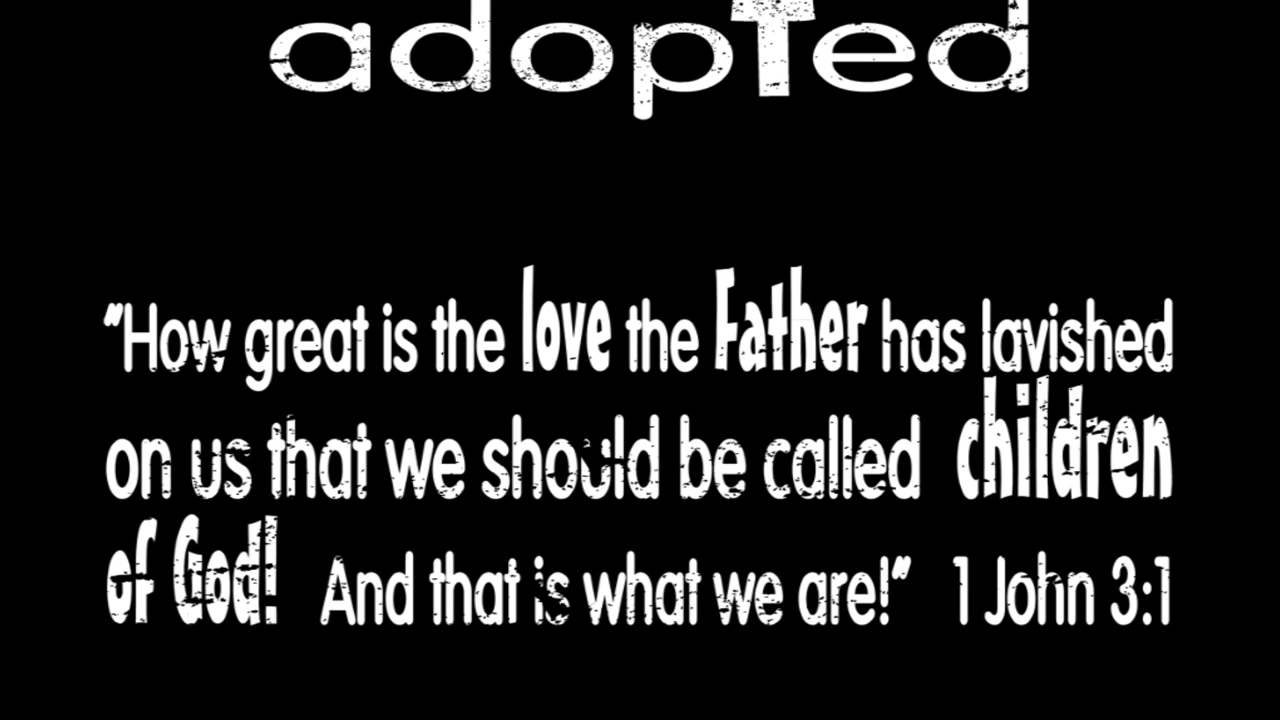 adopTed
“How great is the love the Father has lavished
on us that we should be called children
of God! And that is what we are!” 1 John 3:1